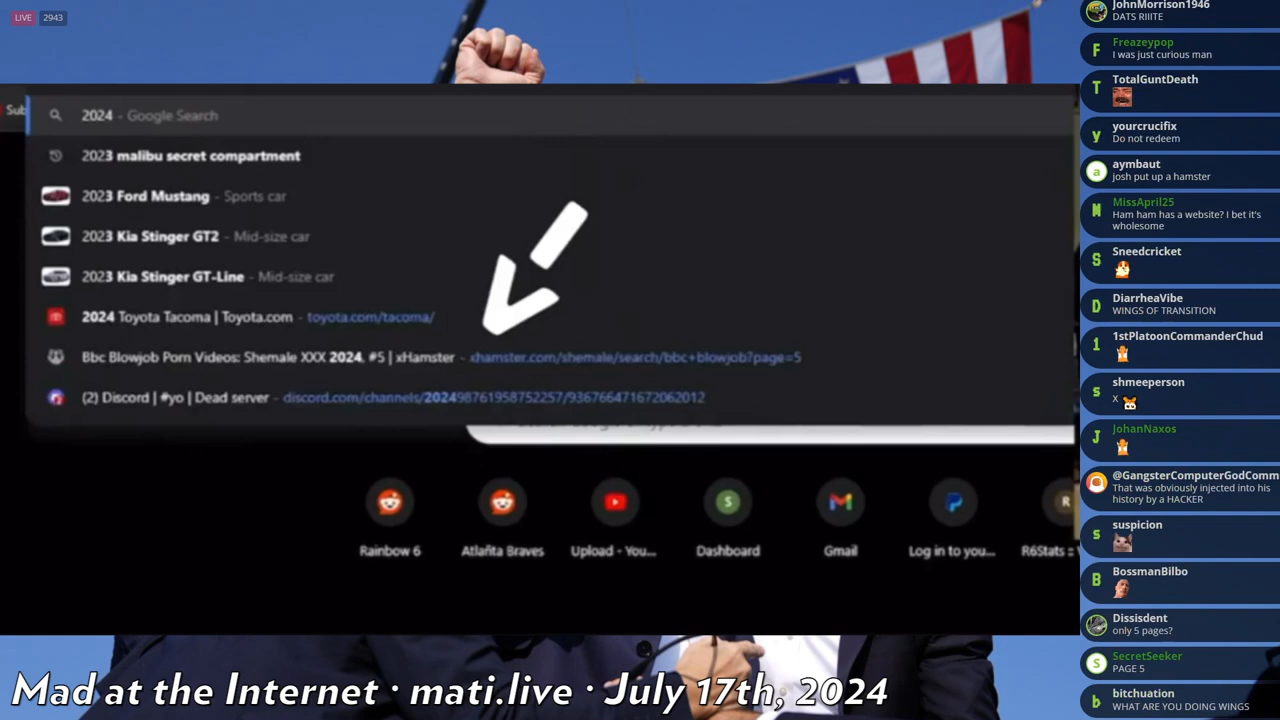 LIVE 2943
Sub
2024 - Google Search
2023 malibu secret compartment
2023 Ford Mustang - Sports car
2023 Kia Stinger GT2 - Mid-size car
2023 Kia Stinger GT-Line - Mid-size car
2024 Toyota Tacoma | Toyota.com - toyota.com/tacoma/
Bbc Blowjob Porn Videos: Shemale XXX 2024. #5 | xHamster - xhamster.com/shemale/search/bbc+blowjob?page=5
(2) Discord | #yo | Dead server - discord.com/channels/202498761958752257/936766471672062012
Rainbow 6
Atlañta Braves
Upload - You...
S
Dashboard
Gmail
Log in to you...
R
R6Stats ::
Mad at the Internet · mati.live · July 17th, 2024
JohnMorrison1946
DATS RIIITE
F
Freazeypop
I was just curious man
T
TotalGuntDeath
y
yourcrucifix
Do not redeem
a
aymbaut
josh put up a hamster
M
MissApril25
Ham ham has a website? I bet it's
wholesome
S
Sneedcricket
D
DiarrheaVibe
WINGS OF TRANSITION
1
1stPlatoonCommanderChud
s
shmeeperson
X
J
JohanNaxos
@GangsterComputerGodComm
That was obviously injected into his
history by a HACKER
s
suspicion
B
BossmanBilbo
Dissisdent
only 5 pages?
S
SecretSeeker
PAGE 5
b
bitchuation
WHAT ARE YOU DOING WINGS